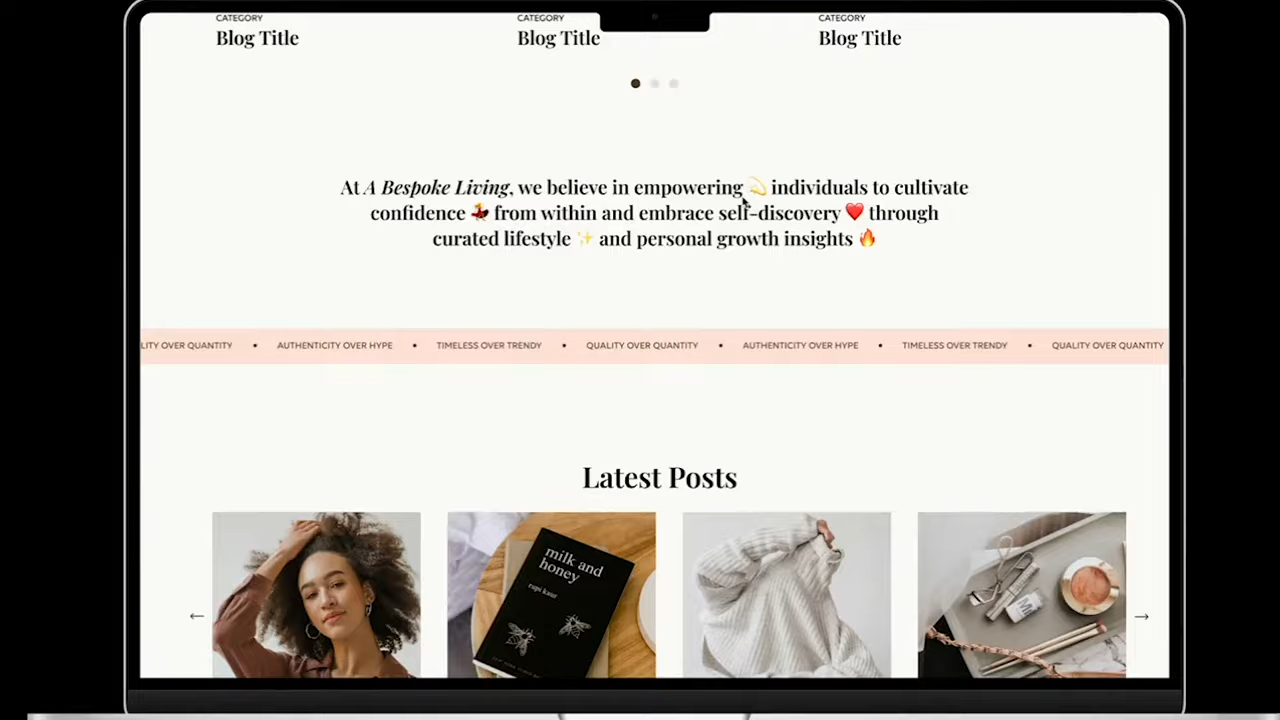 CATEGORY CATEGORY CATEGORY
Blog Title Blog Title Blog Title
At A Bespoke Living, we believe in empowering 💫 individuals to cultivate
confidence 💃 from within and embrace self-discovery ❤️ through
curated lifestyle ✨ and personal growth insights 🔥
LITY OVER QUANTITY • AUTHENTICITY OVER HYPE • TIMELESS OVER TRENDY • QUALITY OVER QUANTITY • AUTHENTICITY OVER HYPE • TIMELESS OVER TRENDY • QUALITY OVER QUANTITY
Latest Posts
milk and
honey
rupi kaur